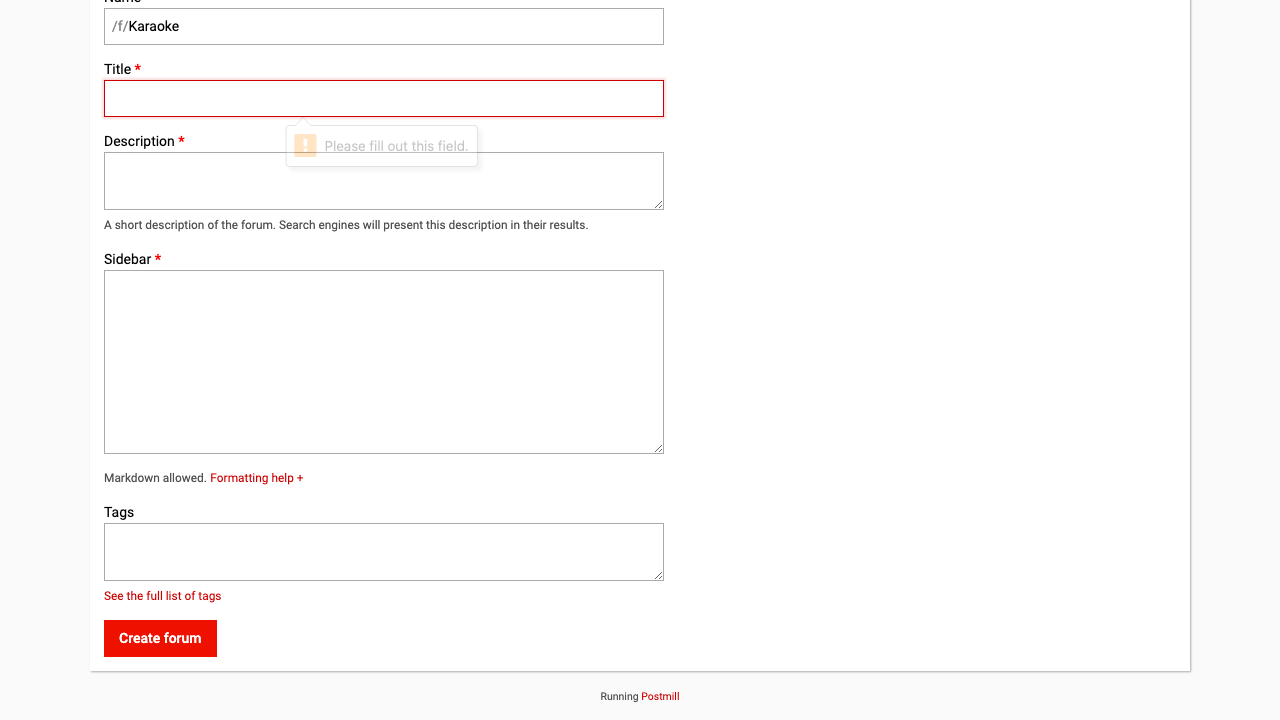 Name
/f/Karaoke
Title *
Please fill out this field.
Description *
A short description of the forum. Search engines will present this description in their results.
Sidebar *
Markdown allowed. Formatting help +
Tags
See the full list of tags
Create forum
Running Postmill